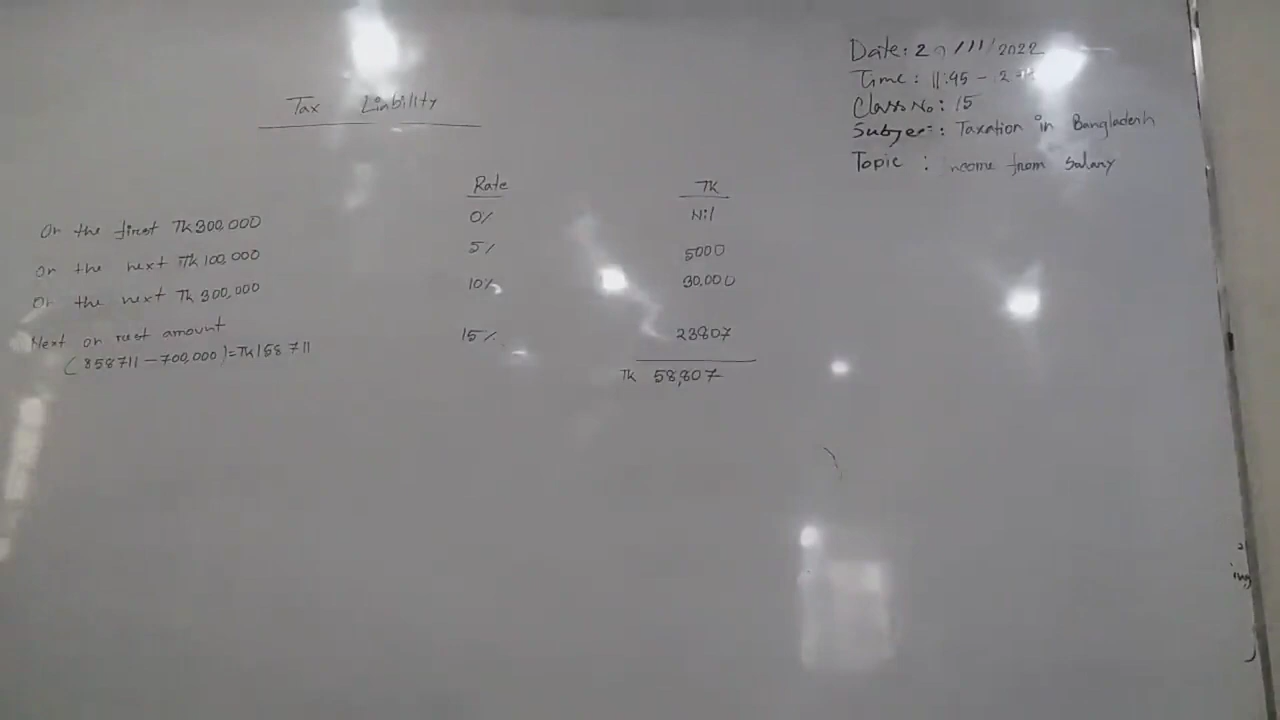 Tax Liability
Rate
TK
On the first TK 300,000
0%
Nil
On the next TK 100,000
5%
5000
On the next TK 300,000
10%
30,000
Next on rest amount
(858711 – 700,000) = TK 158 711
15%
23807
TK 58,807
Date: /11/2022
Time: 11:45 -
Class No: 15
Subject: Taxation in Bangladesh
Topic : ncome from Salary
ing